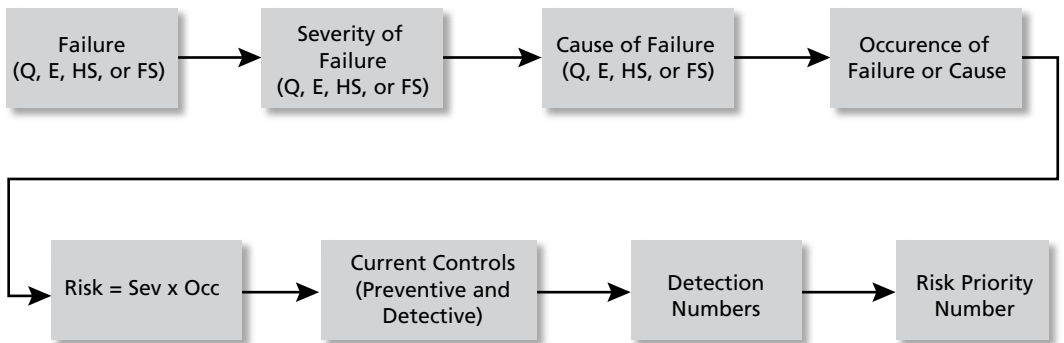 Failure
(Q, E, HS, or FS)
Severity of
Failure
(Q, E, HS, or FS)
Cause of Failure
(Q, E, HS, or FS)
Occurence of
Failure or Cause
Risk = Sev x Occ
Current Controls
(Preventive and
Detective)
Detection
Numbers
Risk Priority
Number